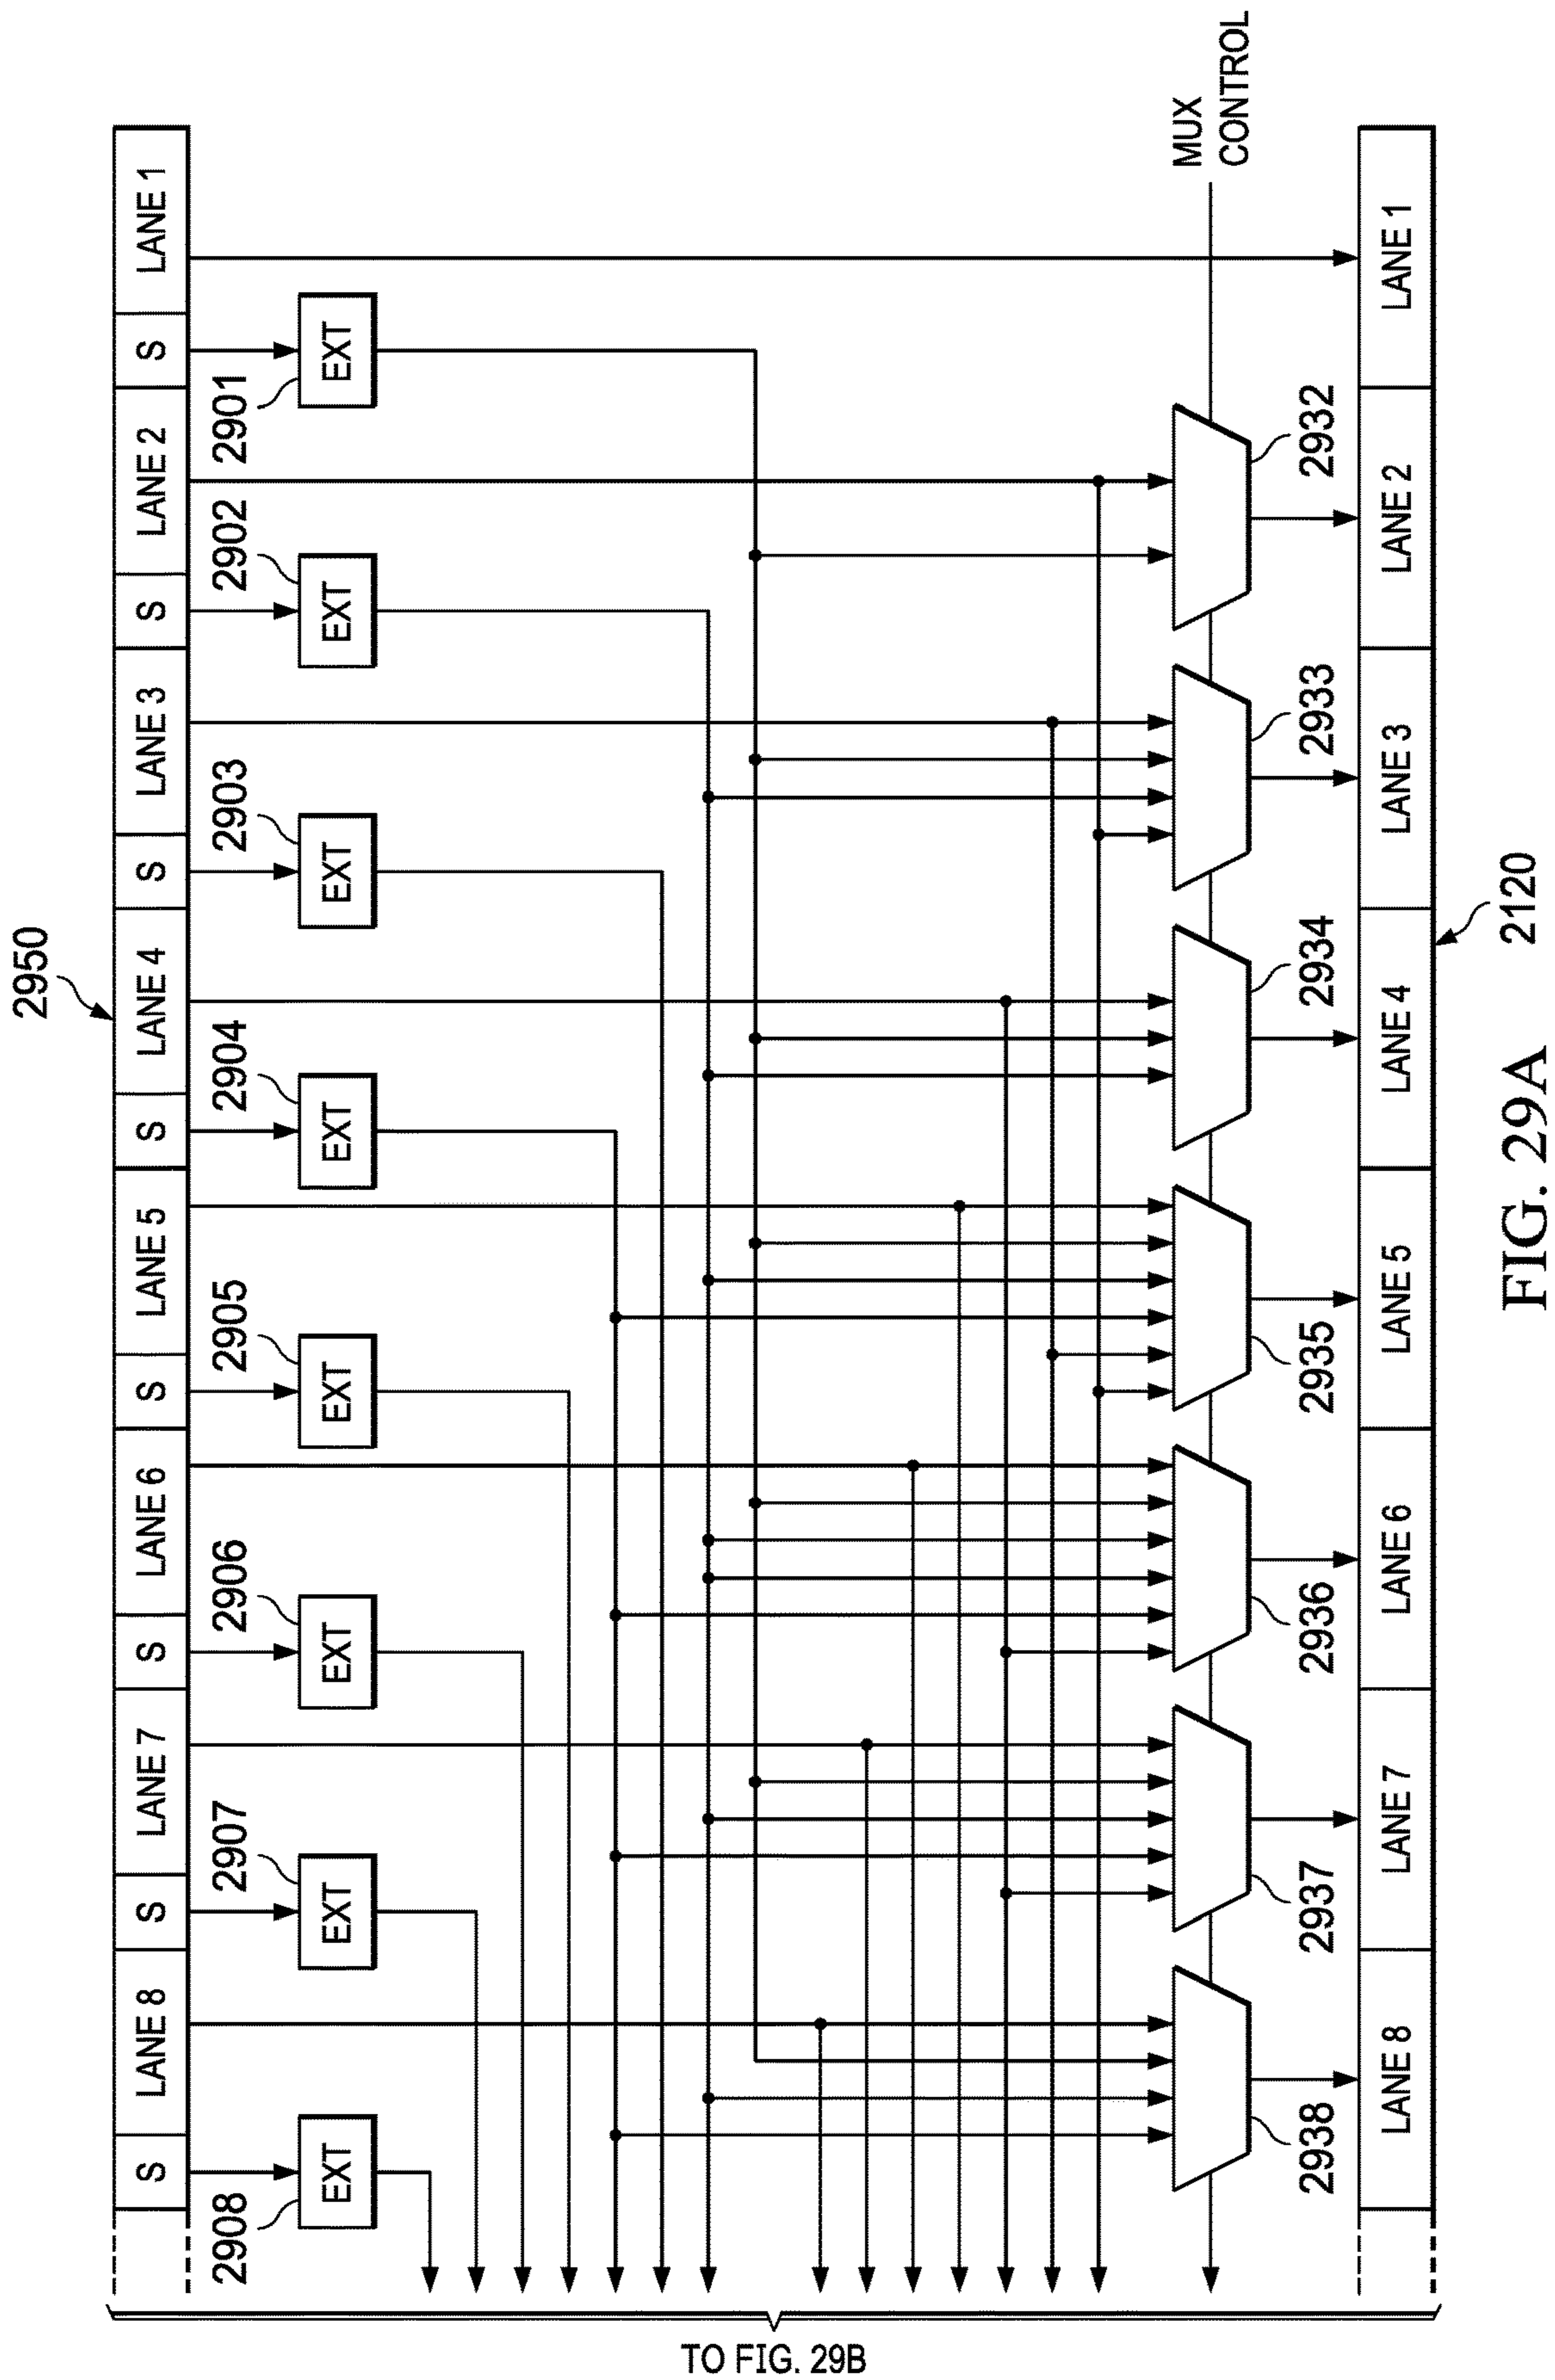 2950
S LANE 8 S LANE 7 S LANE 6 S LANE 5 S LANE 4 S LANE 3 S LANE 2 S LANE 1
2908 2907 2906 2905 2904 2903 2902 2901
EXT EXT EXT EXT EXT EXT EXT EXT
TO FIG. 29B
MUX
CONTROL
2938 2937 2936 2935 2934 2933 2932
LANE 8 LANE 7 LANE 6 LANE 5 LANE 4 LANE 3 LANE 2 LANE 1
2120
FIG. 29A